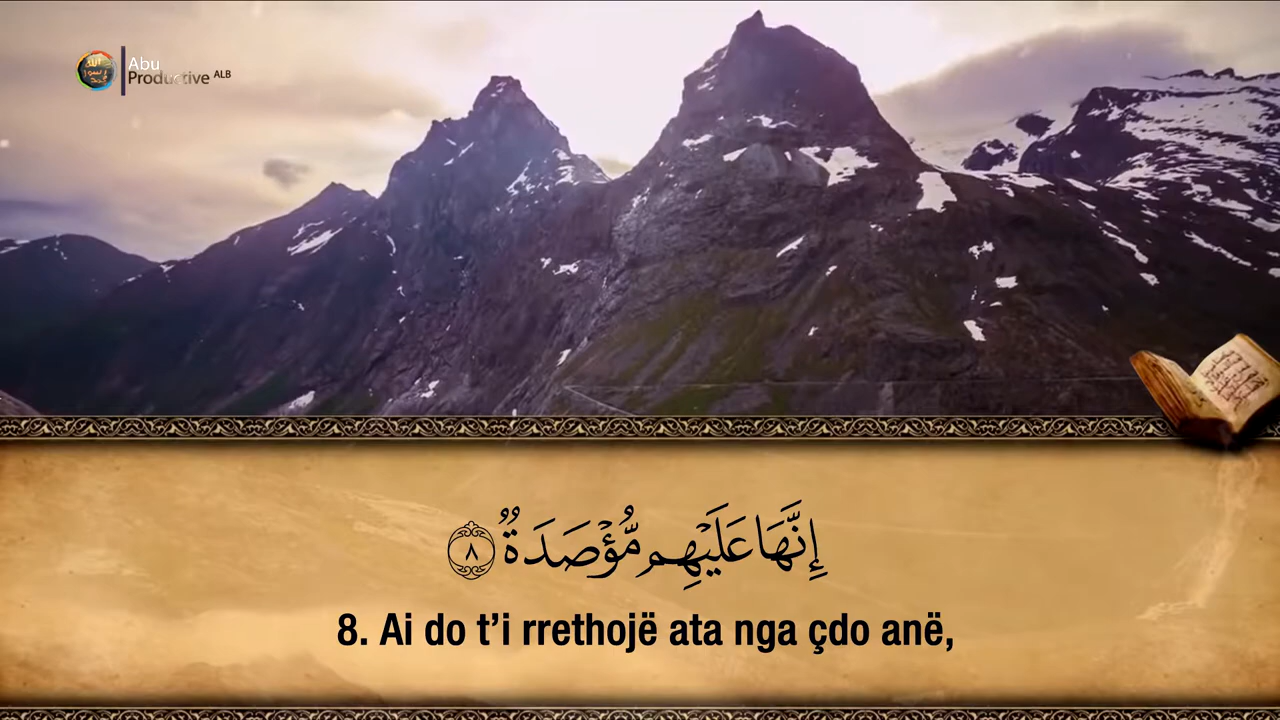 Abu
Productive ALB
إِنَّهَا عَلَيْهِم مُّؤْصَدَةٌ ٨
8. Ai do t’i rrethojë ata nga çdo anë,